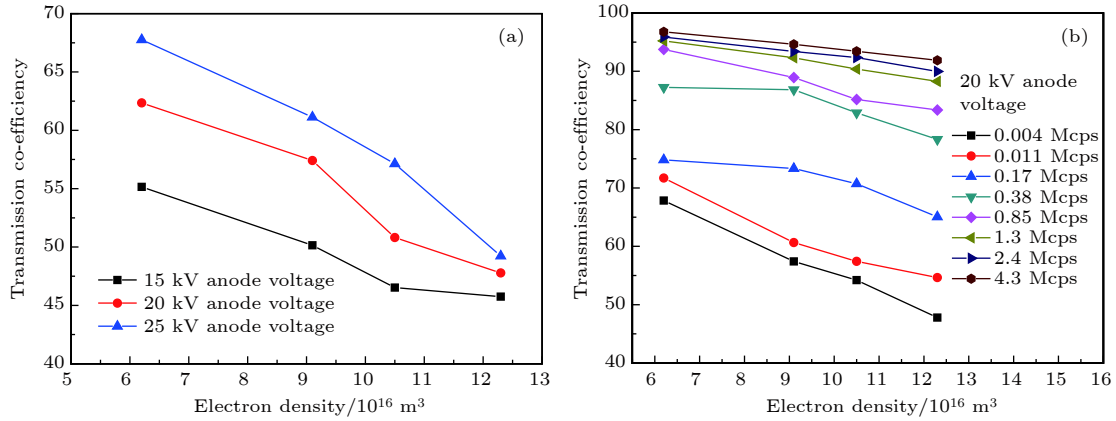 70
65
60
55
50
45
40
5 6 7 8 9 10 11 12 13
Transmission co-efficiency
Electron density/10¹⁶ m³
(a)
15 kV anode voltage
20 kV anode voltage
25 kV anode voltage
100
90
80
70
60
50
40
6 7 8 9 10 11 12 13 14 15 16
Transmission co-efficiency
Electron density/10¹⁶ m³
(b)
20 kV anode
voltage
0.004 Mcps
0.011 Mcps
0.17 Mcps
0.38 Mcps
0.85 Mcps
1.3 Mcps
2.4 Mcps
4.3 Mcps